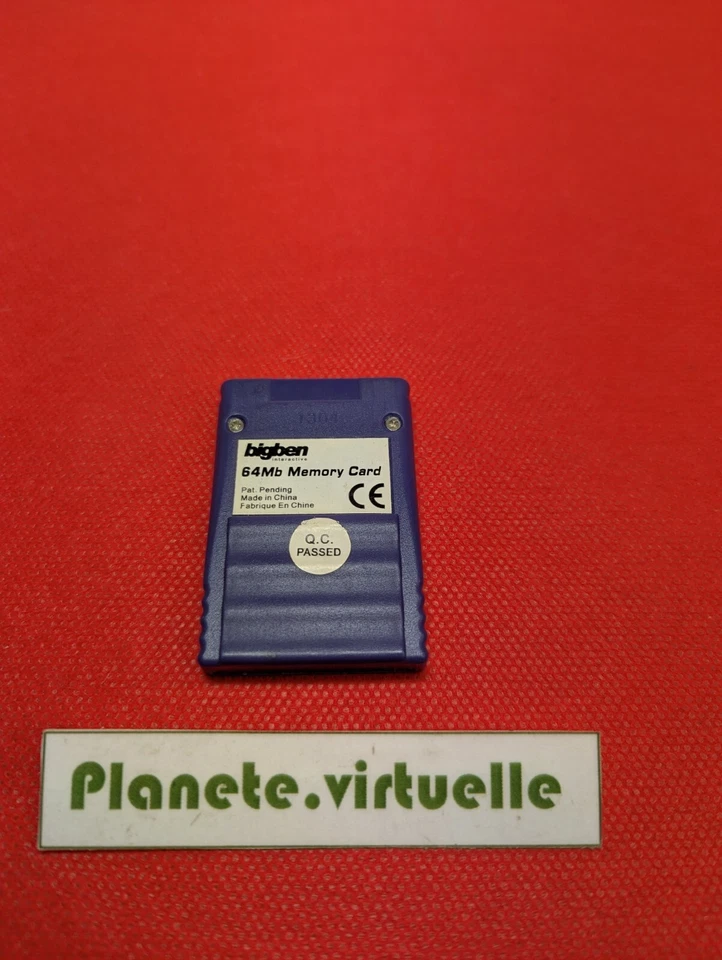 bigben
interactive
64Mb Memory Card
Pat. Pending
Made in China
Fabrique En Chine
CE
Q.C.
PASSED
Planete.virtuelle